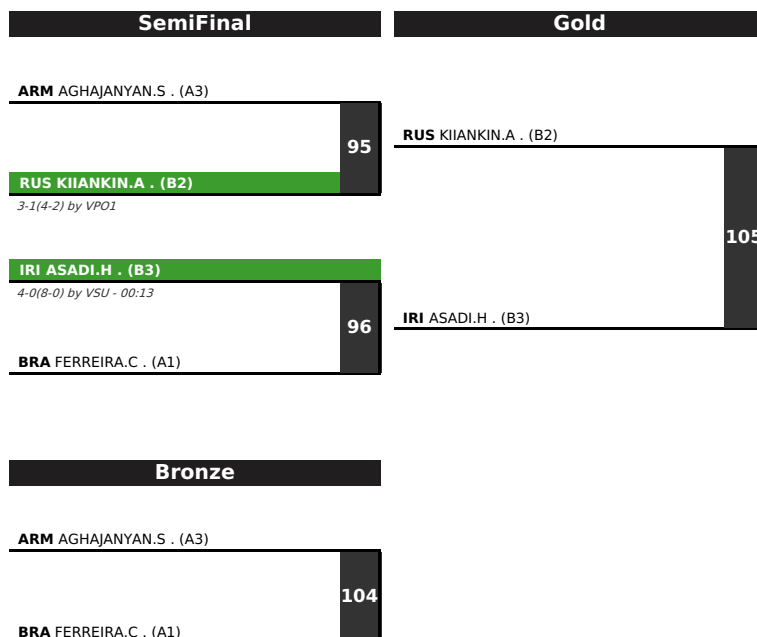 SemiFinal
ARM AGHAJANYAN.S . (A3)
95
RUS KIIANKIN.A . (B2)
3-1(4-2) by VPO1
IRI ASADI.H . (B3)
4-0(8-0) by VSU - 00:13
96
BRA FERREIRA.C . (A1)
Gold
RUS KIIANKIN.A . (B2)
105
IRI ASADI.H . (B3)
Bronze
ARM AGHAJANYAN.S . (A3)
104
BRA FERREIRA.C . (A1)